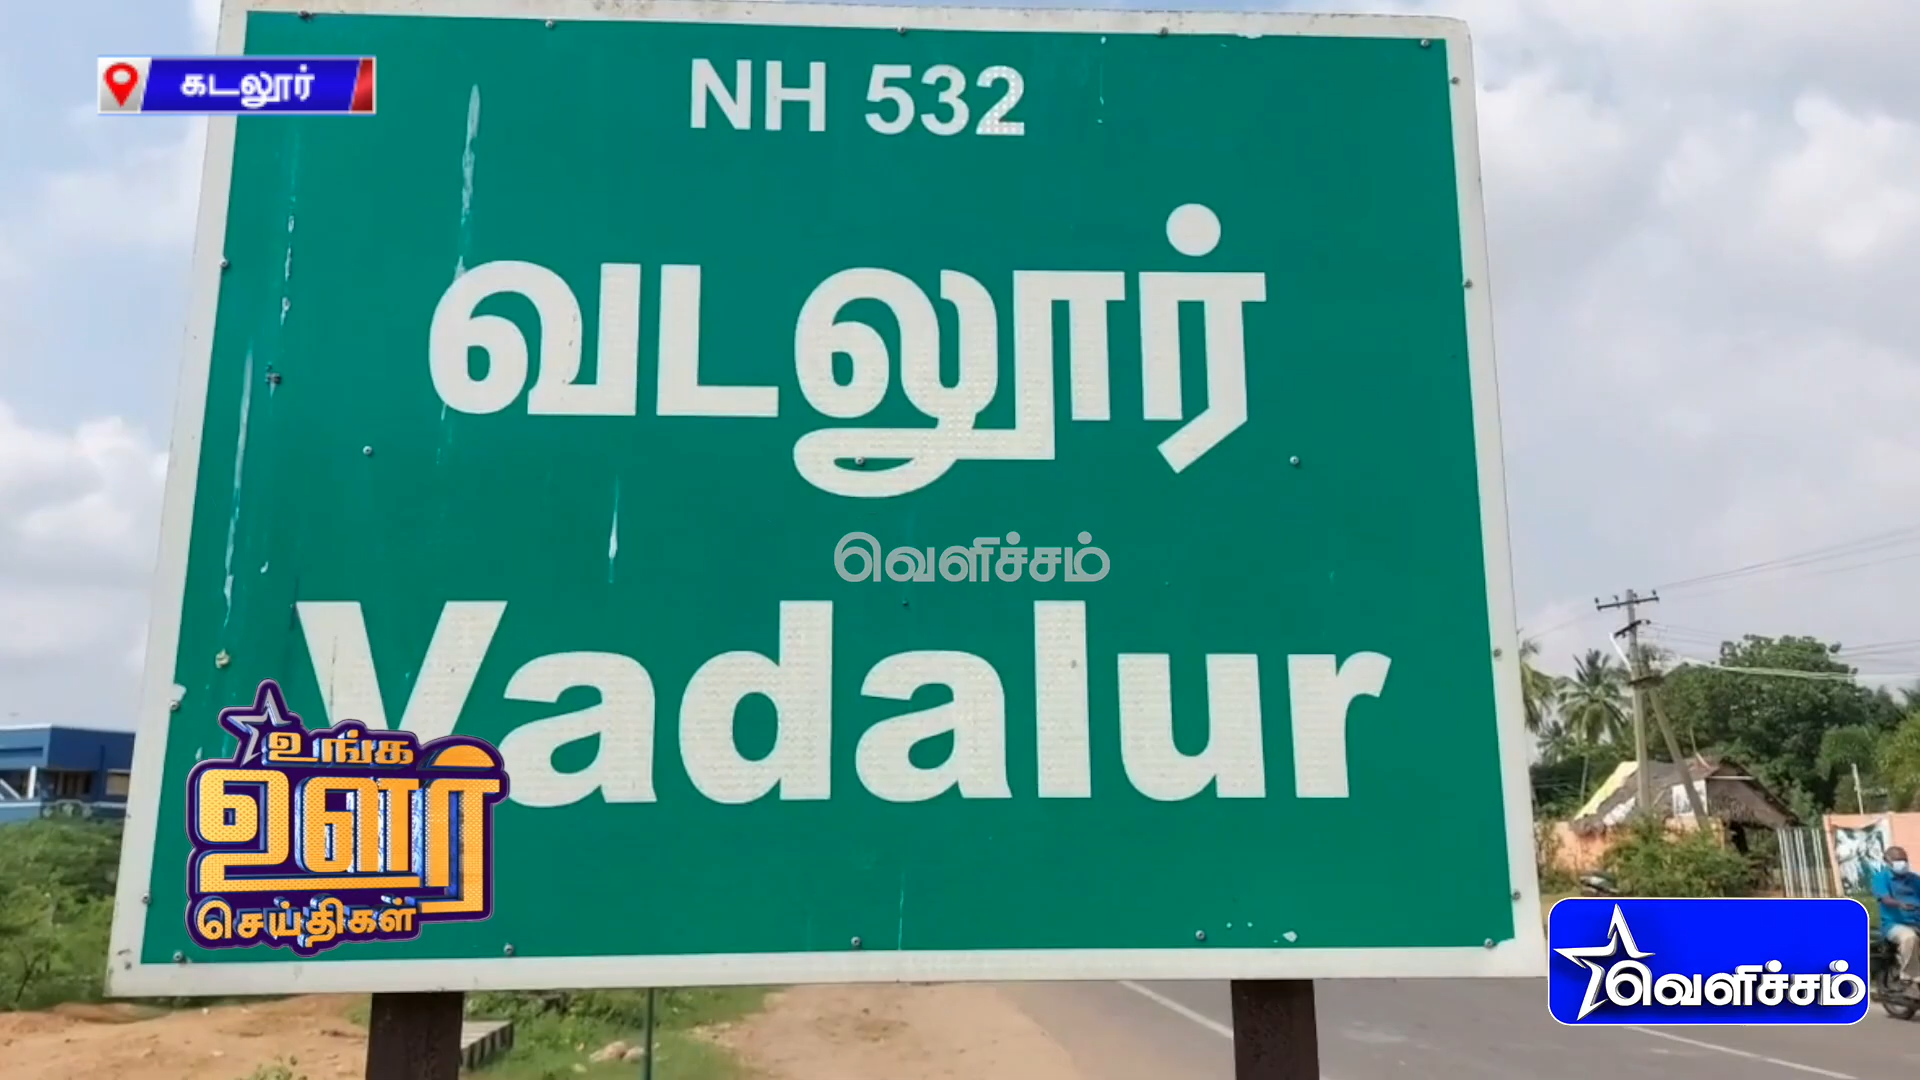 கடலூர்
NH 532
வடலூர்
வெளிச்சம்
Vadalur
உங்க
ஊர்
செய்திகள்
வெளிச்சம்